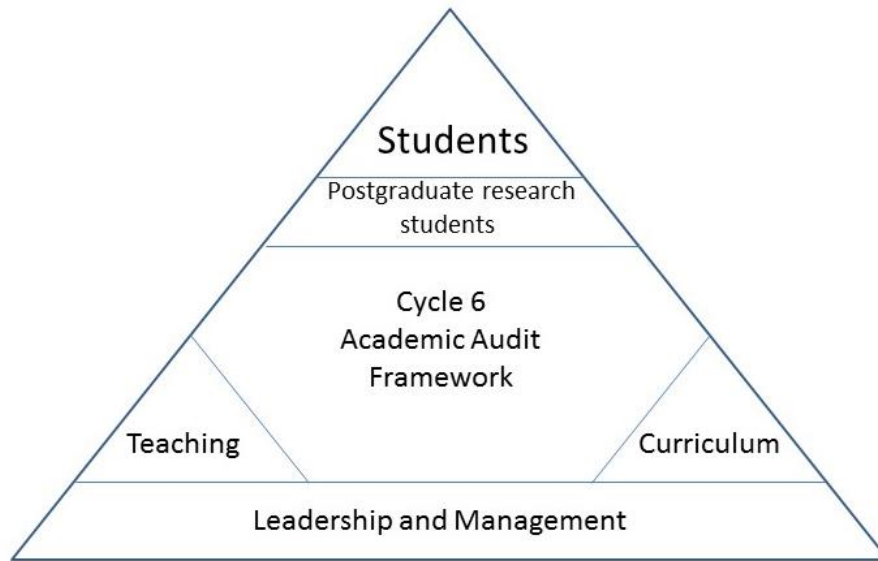 Students
Postgraduate research
students
Cycle 6
Academic Audit
Framework
Teaching
Curriculum
Leadership and Management